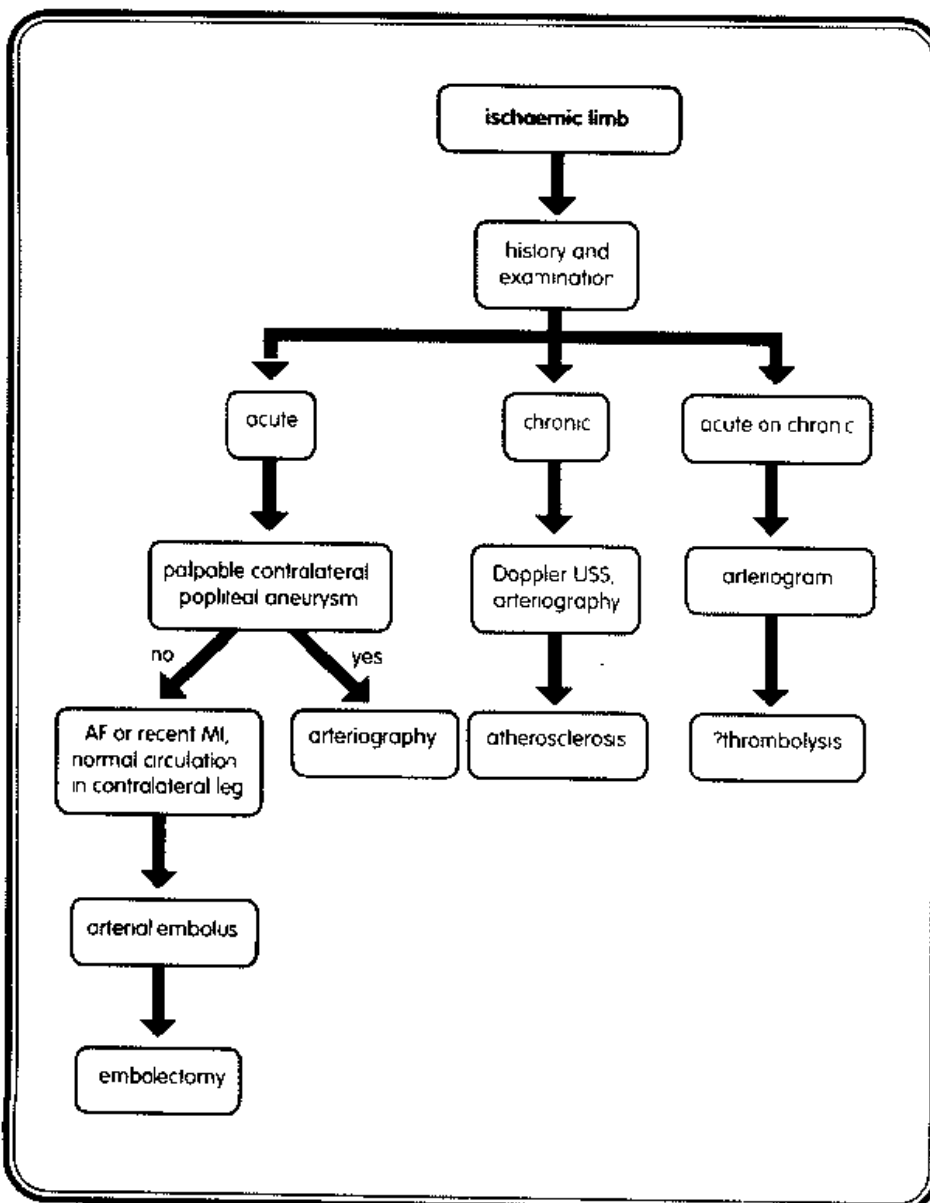 ischaemic limb
history and
examination
acute
chronic
acute on chronic
palpable contralateral
popliteal aneurysm
Doppler USS,
arteriography
arteriogram
no
yes
AF or recent MI,
normal circulation
in contralateral leg
arteriography
atherosclerosis
?thrombolysis
arterial embolus
embolectomy